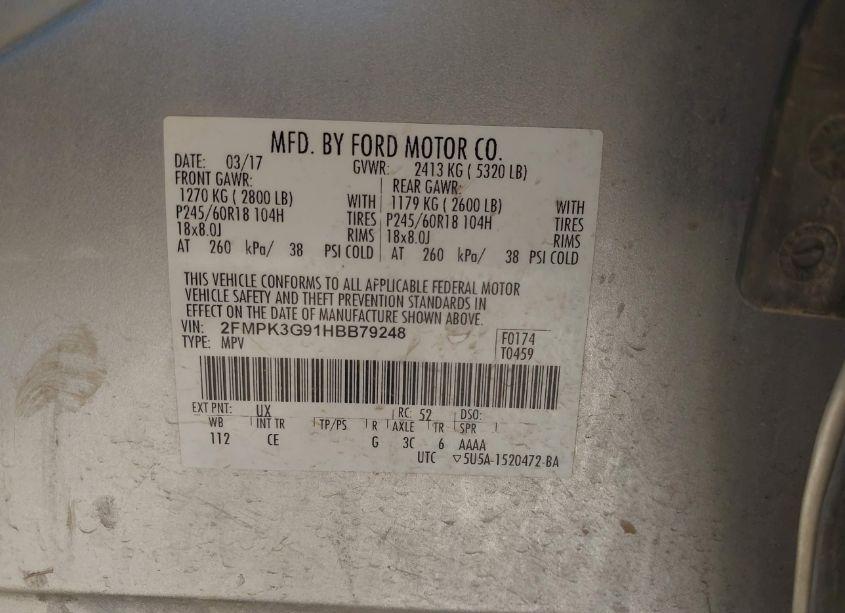 MFD. BY FORD MOTOR CO.
DATE: 03/17 GVWR: 2413 KG ( 5320 LB)
FRONT GAWR: REAR GAWR:
1270 KG ( 2800 LB) WITH 1179 KG ( 2600 LB) WITH
P245/60R18 104H TIRES P245/60R18 104H TIRES
18x8.0J RIMS 18x8.0J RIMS
AT 260 kPa/ 38 PSI COLD AT 260 kPa/ 38 PSI COLD
THIS VEHICLE CONFORMS TO ALL APPLICABLE FEDERAL MOTOR
VEHICLE SAFETY AND THEFT PREVENTION STANDARDS IN
EFFECT ON THE DATE OF MANUFACTURE SHOWN ABOVE.
VIN: 2FMPK3G91HBB79248 F0174
TYPE: MPV T0459
EXT PNT: UX RC: 52 DSO:
WB INT TR TP/PS R AXLE TR SPR
112 CE G 3C 6 AAAA
UTC ▽5U5A-1520472-BA